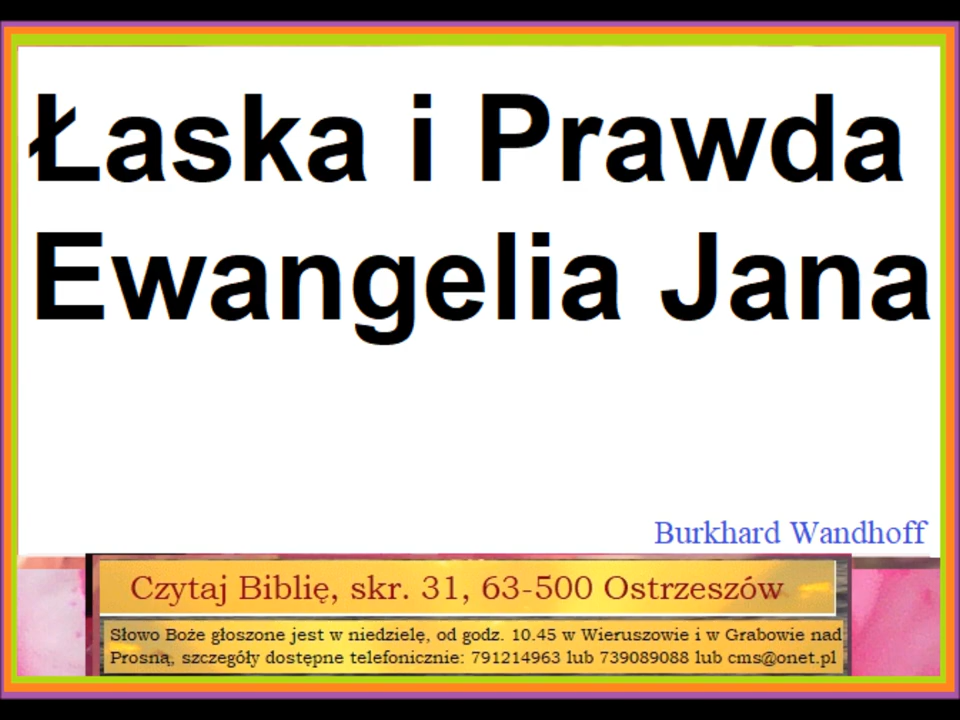 Łaska i Prawda
Ewangelia Jana
Burkhard Wandhoff
Czytaj Biblię, skr. 31, 63-500 Ostrzeszów
Słowo Boże głoszone jest w niedzielę, od godz. 10.45 w Wieruszowie i w Grabowie nad
Prosną, szczegóły dostępne telefonicznie: 791214963 lub 739089088 lub cms@onet.pl